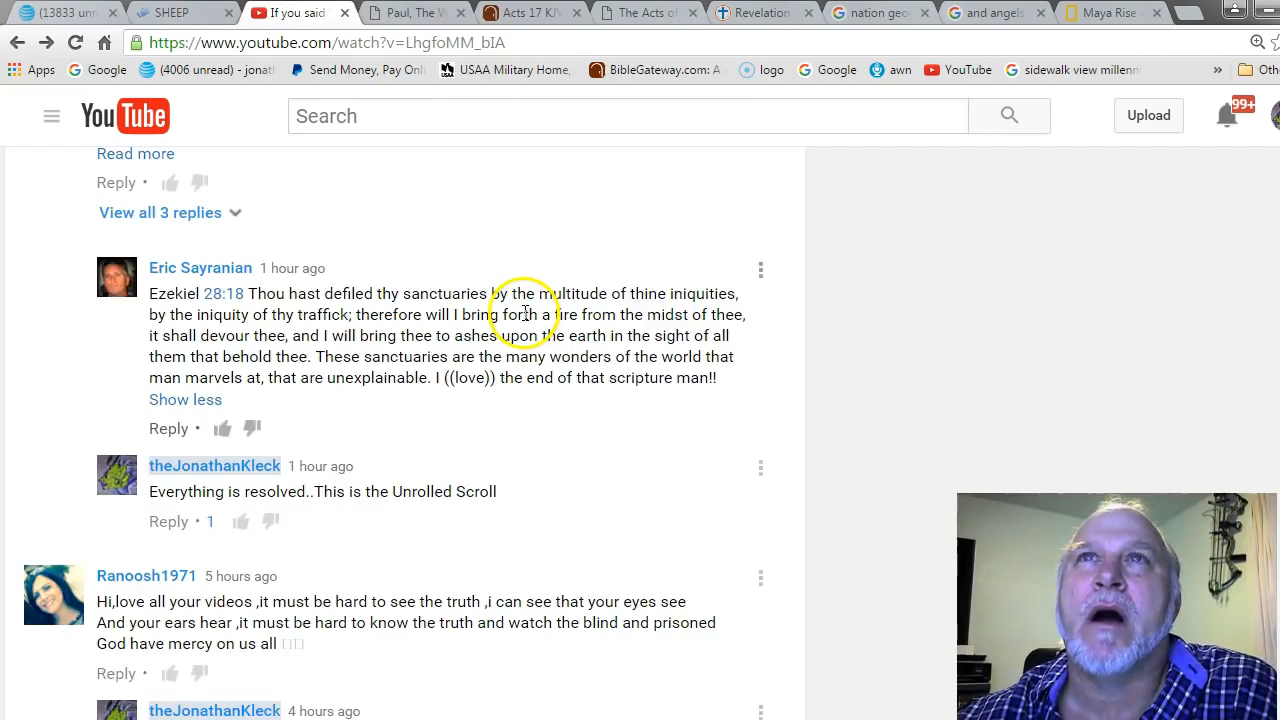 (13833 unr
SHEEP
If you said
Paul, The W
Acts 17 KJV
The Acts of
Revelation
nation geo
and angels
Maya Rise -
https://www.youtube.com/watch?v=LhgfoMM_bIA
Apps
Google
(4006 unread) - jonat
Send Money, Pay Onli
USAA Military Home,
BibleGateway.com: A
logo
Google
awn
YouTube
sidewalk view millenn
»
Oth
YouTube
Search
Upload
99+
Read more
Reply •
View all 3 replies
Eric Sayranian 1 hour ago
Ezekiel 28:18 Thou hast defiled thy sanctuaries by the multitude of thine iniquities,
by the iniquity of thy traffick; therefore will I bring forth a fire from the midst of thee,
it shall devour thee, and I will bring thee to ashes upon the earth in the sight of all
them that behold thee. These sanctuaries are the many wonders of the world that
man marvels at, that are unexplainable. I ((love)) the end of that scripture man!!
Show less
Reply •
theJonathanKleck 1 hour ago
Everything is resolved..This is the Unrolled Scroll
Reply • 1
Ranoosh1971 5 hours ago
Hi,love all your videos ,it must be hard to see the truth ,i can see that your eyes see
And your ears hear ,it must be hard to know the truth and watch the blind and prisoned
God have mercy on us all
Reply
theJonathanKleck 4 hours ago